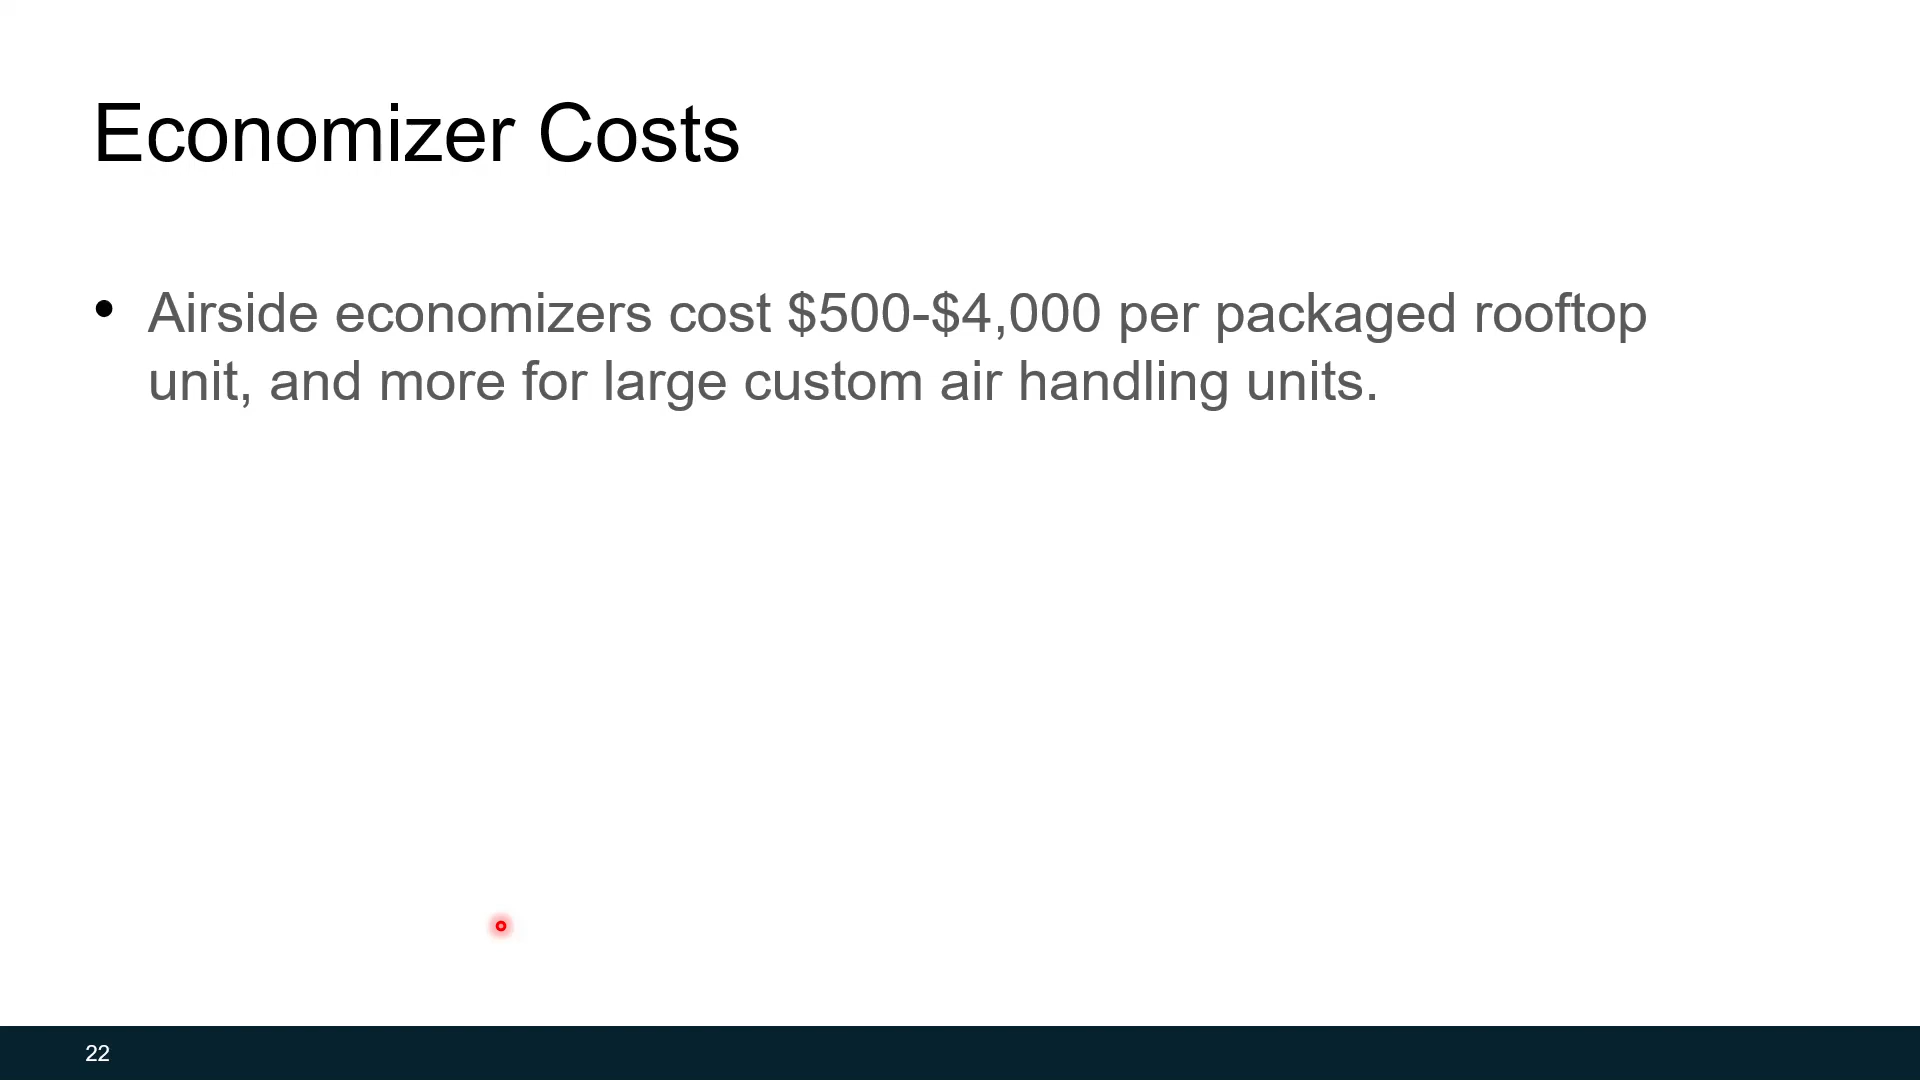 Economizer Costs
• Airside economizers cost $500-$4,000 per packaged rooftop
unit, and more for large custom air handling units.
22